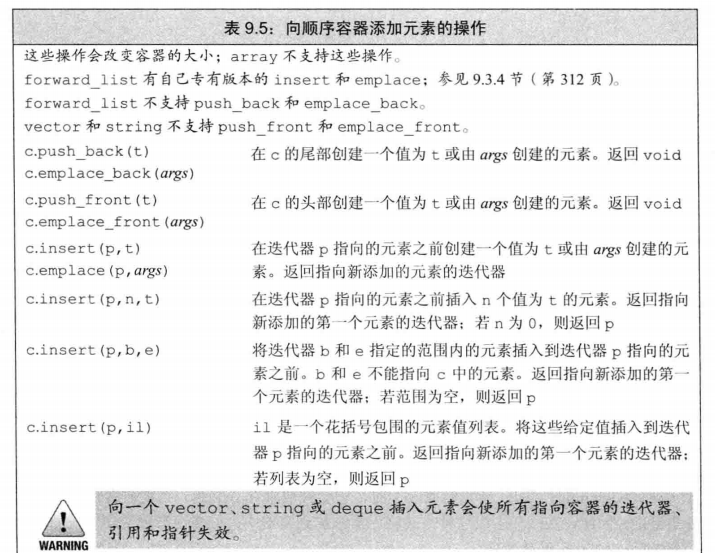 表 9.5：向顺序容器添加元素的操作
这些操作会改变容器的大小；array 不支持这些操作。
forward_list 有自己专有版本的 insert 和 emplace；参见 9.3.4 节（第 312 页）。
forward_list 不支持 push_back 和 emplace_back。
vector 和 string 不支持 push_front 和 emplace_front。
c.push_back(t) 在 c 的尾部创建一个值为 t 或由 args 创建的元素。返回 void
c.emplace_back(args)
c.push_front(t) 在 c 的头部创建一个值为 t 或由 args 创建的元素。返回 void
c.emplace_front(args)
c.insert(p,t) 在迭代器 p 指向的元素之前创建一个值为 t 或由 args 创建的元
c.emplace(p,args) 素。返回指向新添加的元素的迭代器
c.insert(p,n,t) 在迭代器 p 指向的元素之前插入 n 个值为 t 的元素。返回指向
新添加的第一个元素的迭代器；若 n 为 0，则返回 p
c.insert(p,b,e) 将迭代器 b 和 e 指定的范围内的元素插入到迭代器 p 指向的元
素之前。b 和 e 不能指向 c 中的元素。返回指向新添加的第一
个元素的迭代器；若范围为空，则返回 p
c.insert(p,il) il 是一个花括号包围的元素值列表。将这些给定值插入到迭代
器 p 指向的元素之前。返回指向新添加的第一个元素的迭代器；
若列表为空，则返回 p
向一个 vector、string 或 deque 插入元素会使所有指向容器的迭代器、
引用和指针失效。
WARNING